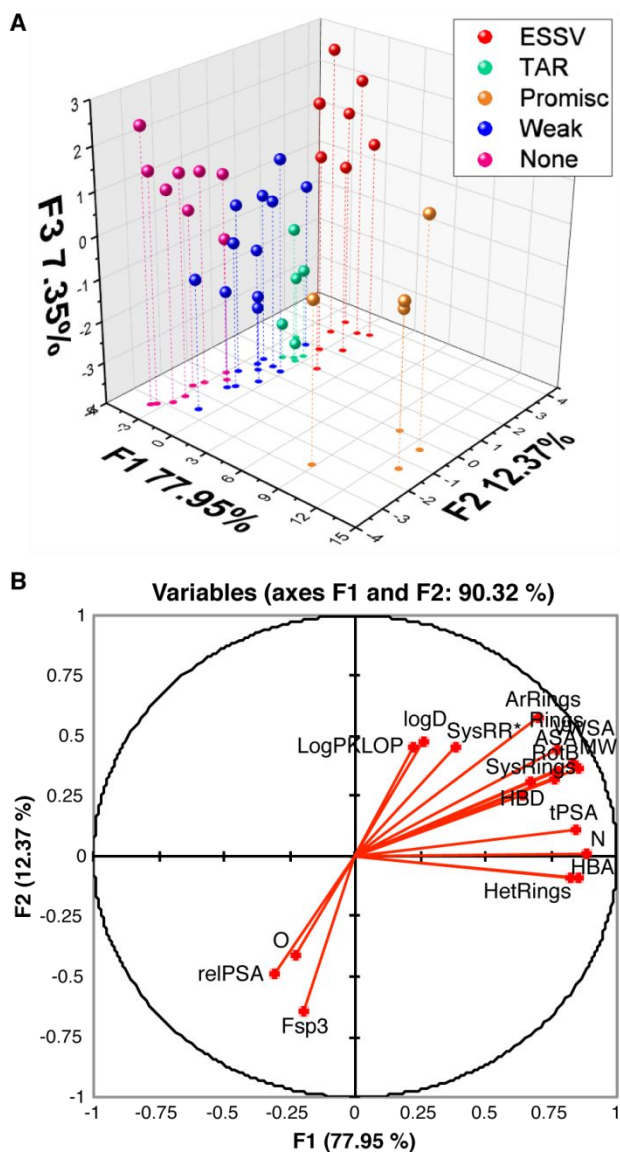 A
ESSV
TAR
Promisc
Weak
None
3
2
1
0
-1
-2
-3
-4
F3 7.35%
-3
0
3
6
9
12
15
F1 77.95%
-4
-3
-2
-1
0
1
2
3
4
F2 12.37%
B
Variables (axes F1 and F2: 90.32 %)
1
0.75
0.5
0.25
0
-0.25
-0.5
-0.75
-1
F2 (12.37 %)
ArRings
logD
Rings
LogPKLOP
SysRR*
ASA
RotB
MW
SysRings
HBD
tPSA
N
HBA
HetRings
O
relPSA
Fsp3
-1
-0.75
-0.5
-0.25
0
0.25
0.5
0.75
1
F1 (77.95 %)